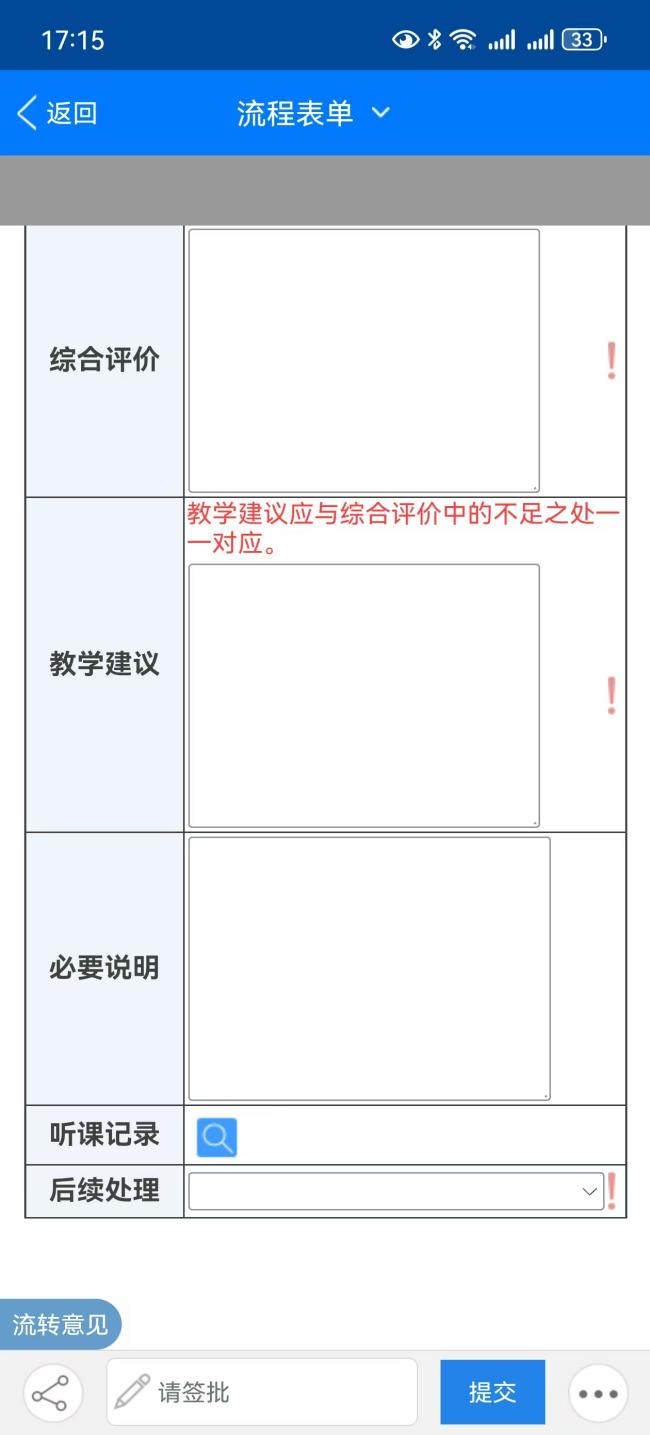 17:15
33
返回
流程表单
综合评价
教学建议应与综合评价中的不足之处一
一对应。
教学建议
必要说明
听课记录
后续处理
流转意见
请签批
提交